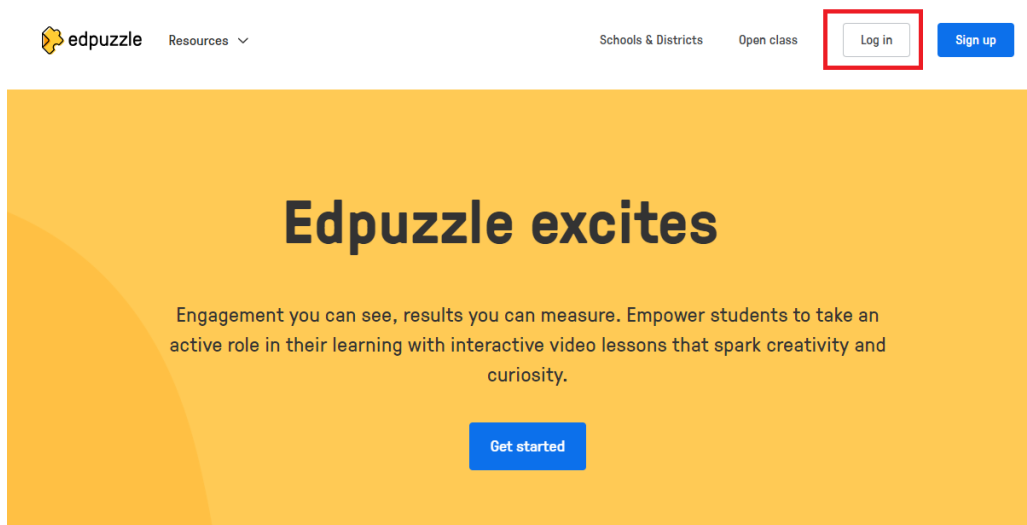 edpuzzle
Resources
Schools & Districts
Open class
Log in
Sign up
Edpuzzle excites
Engagement you can see, results you can measure. Empower students to take an
active role in their learning with interactive video lessons that spark creativity and
curiosity.
Get started